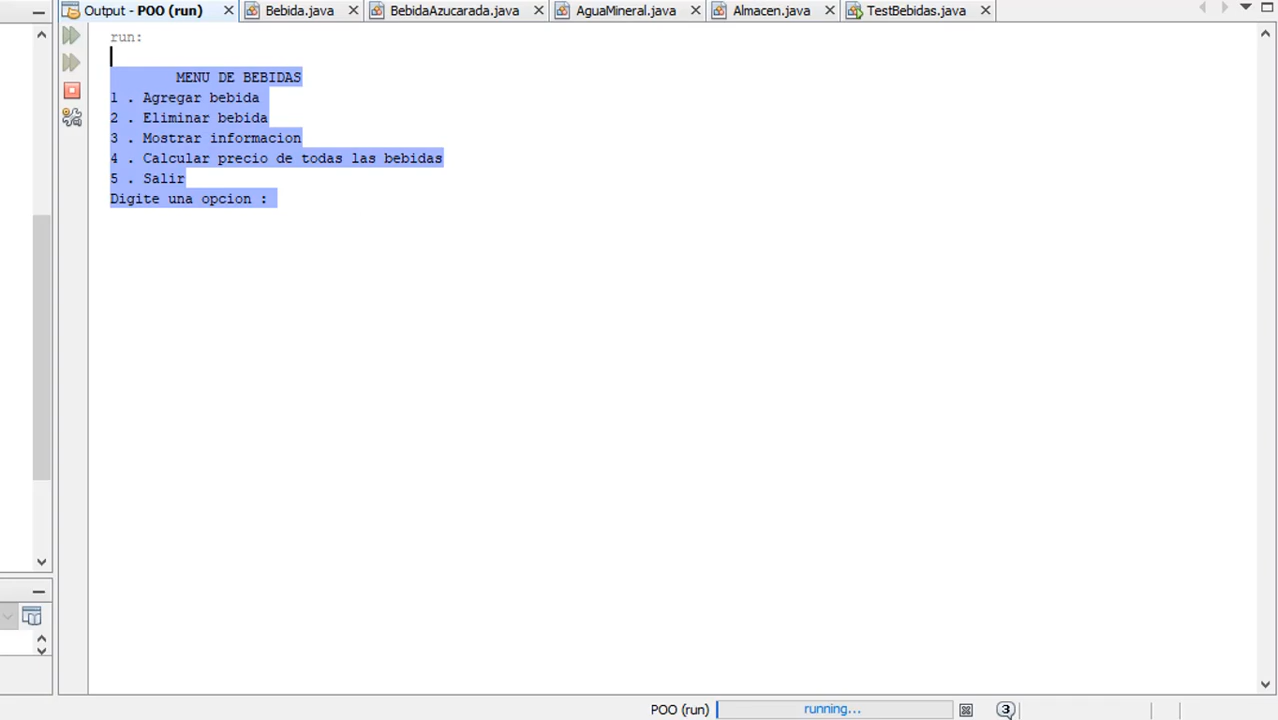 Output - POO (run) Bebida.java BebidaAzucarada.java AguaMineral.java Almacen.java TestBebidas.java
run:
MENU DE BEBIDAS
1 . Agregar bebida
2 . Eliminar bebida
3 . Mostrar informacion
4 . Calcular precio de todas las bebidas
5 . Salir
Digite una opcion :
POO (run) running... 3